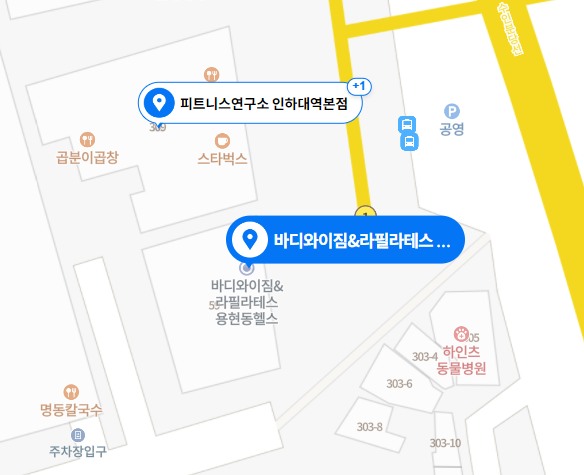 +1
피트니스연구소 인하대역본점
곱분이곱창
스타벅스
공영
P
1
바디와이짐&라필라테스 ...
바디와이짐&
라필라테스
용현동헬스
하인츠
동물병원
303-4
303-6
303-8
303-10
명동칼국수
주차장입구